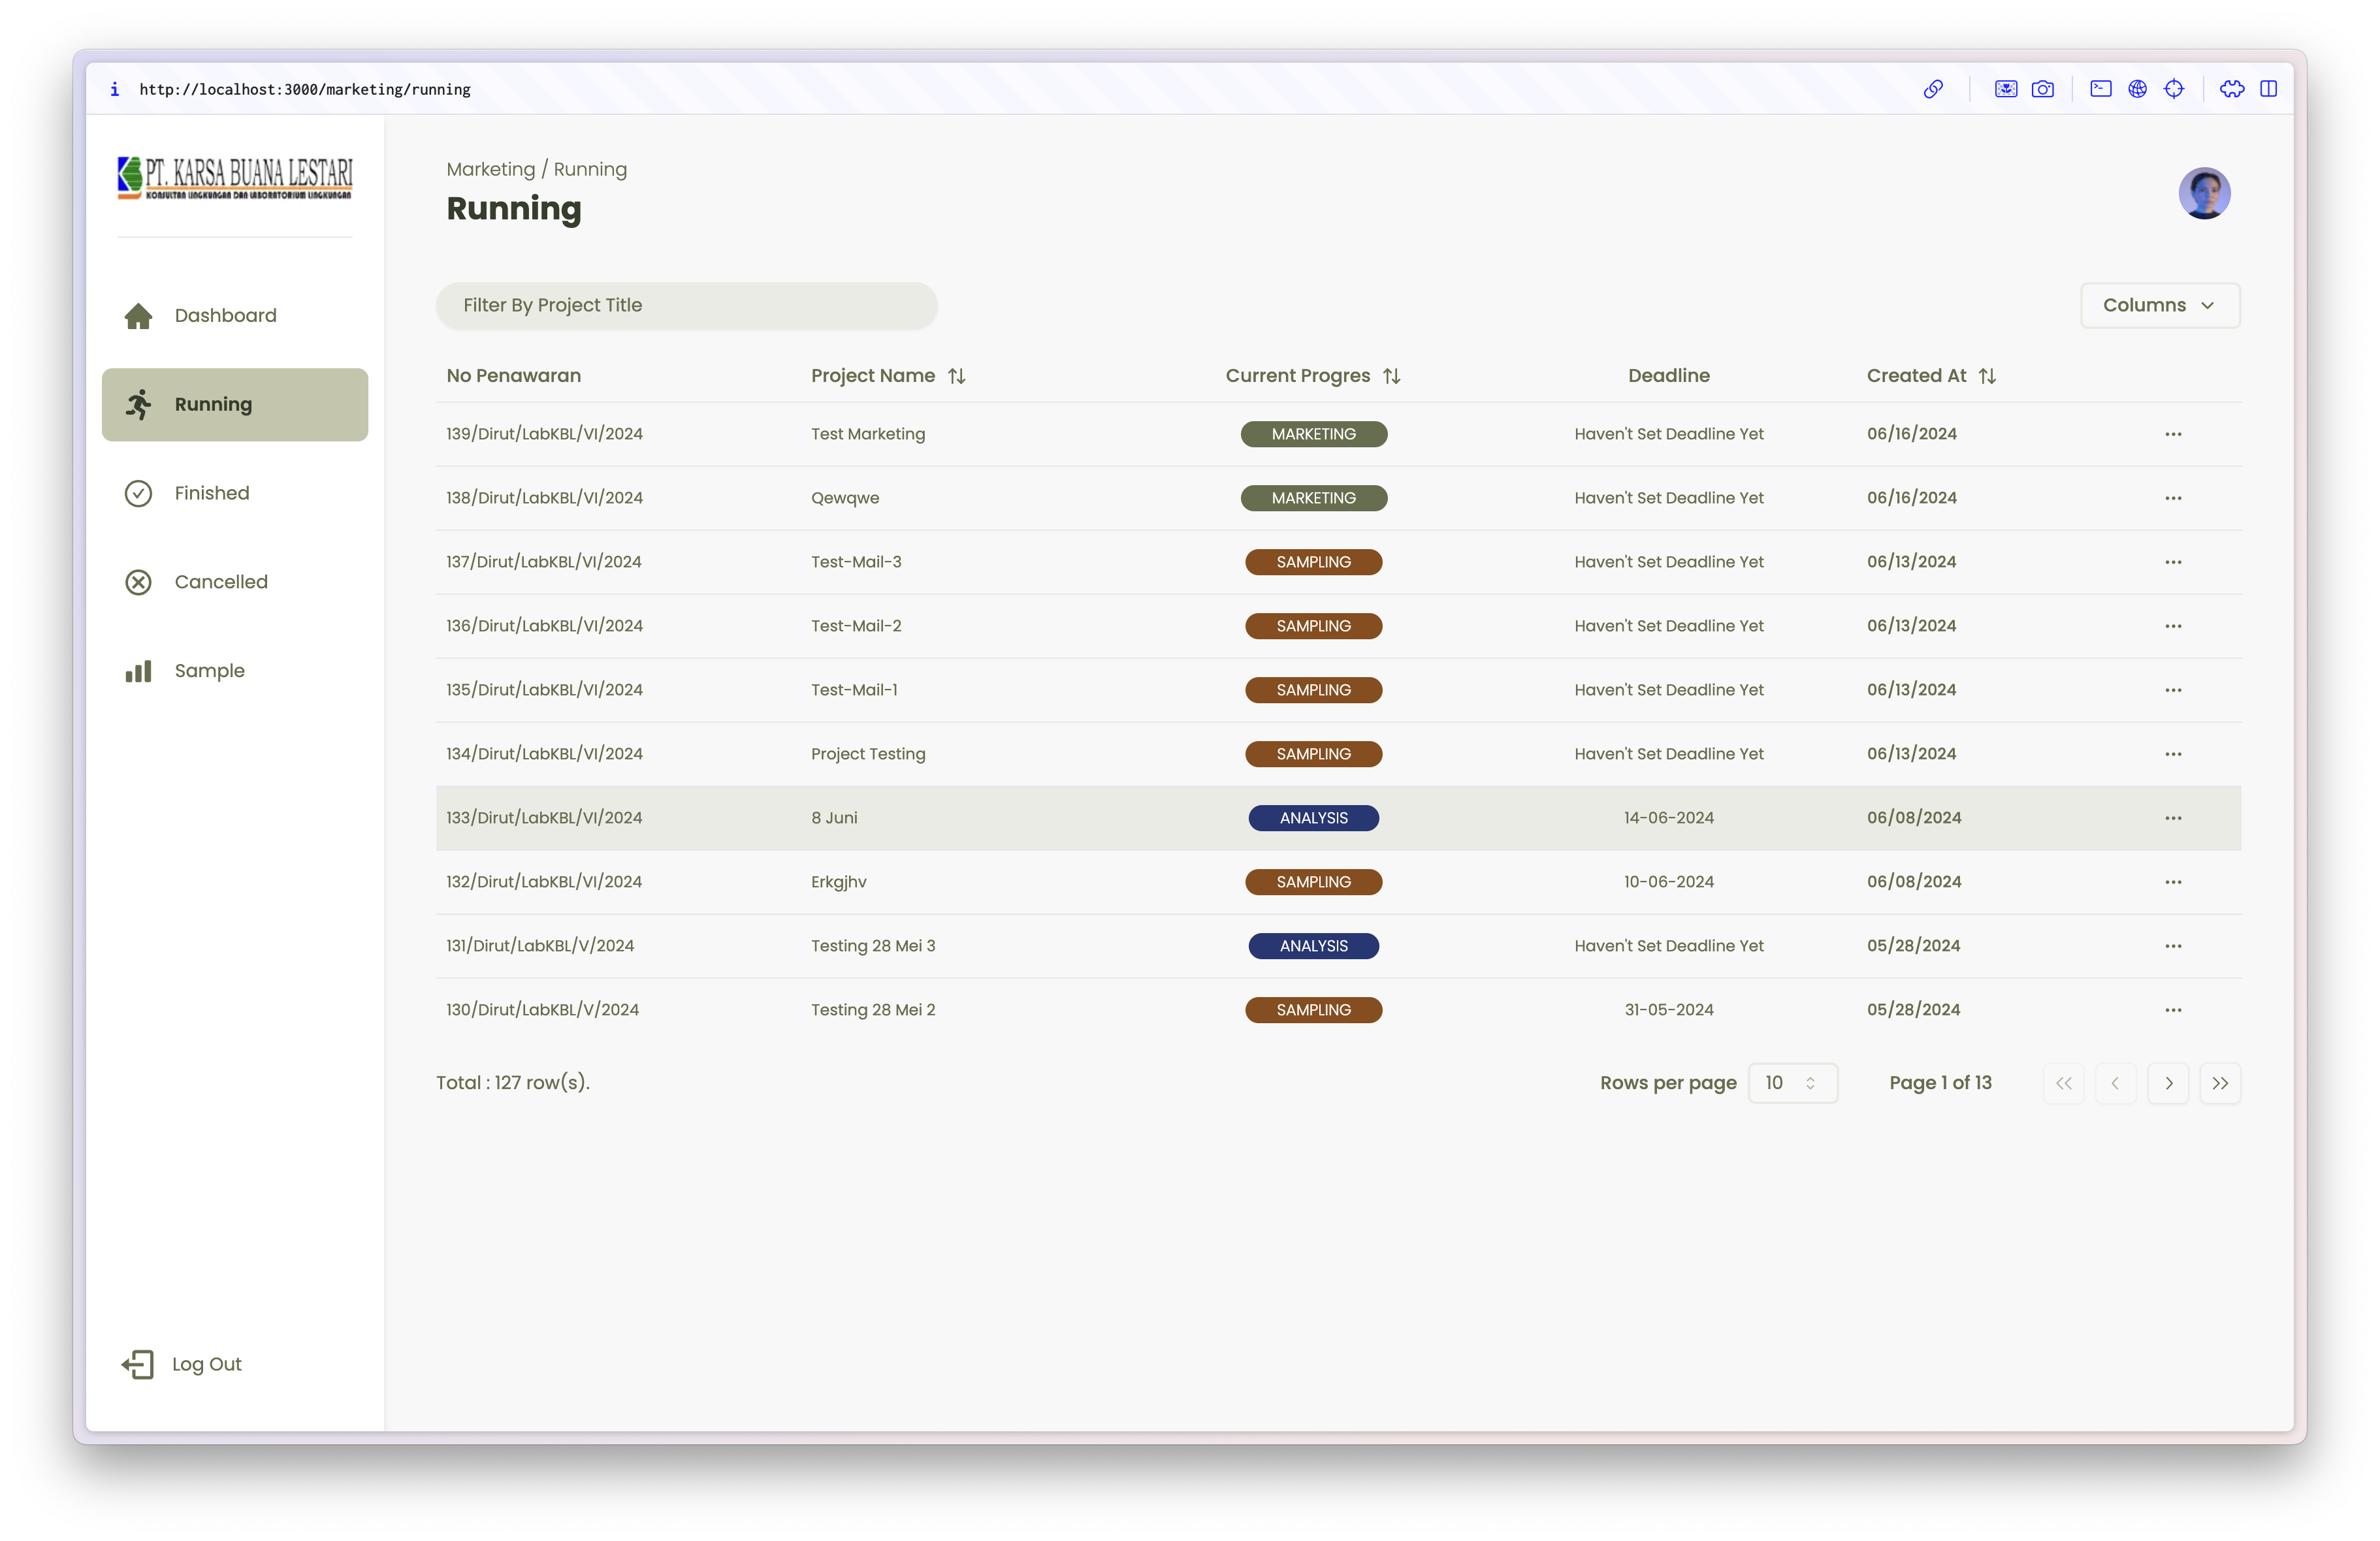 i http://localhost:3000/marketing/running
PT. KARSA BUANA LESTARI
KONSULTAN LINGKUNGAN DAN LABORATORIUM LINGKUNGAN
Dashboard
Running
Finished
Cancelled
Sample
Log Out
Marketing / Running
Running
Filter By Project Title
Columns
No Penawaran Project Name Current Progres Deadline Created At
139/Dirut/LabKBL/VI/2024 Test Marketing MARKETING Haven't Set Deadline Yet 06/16/2024 ...
138/Dirut/LabKBL/VI/2024 Qewqwe MARKETING Haven't Set Deadline Yet 06/16/2024 ...
137/Dirut/LabKBL/VI/2024 Test-Mail-3 SAMPLING Haven't Set Deadline Yet 06/13/2024 ...
136/Dirut/LabKBL/VI/2024 Test-Mail-2 SAMPLING Haven't Set Deadline Yet 06/13/2024 ...
135/Dirut/LabKBL/VI/2024 Test-Mail-1 SAMPLING Haven't Set Deadline Yet 06/13/2024 ...
134/Dirut/LabKBL/VI/2024 Project Testing SAMPLING Haven't Set Deadline Yet 06/13/2024 ...
133/Dirut/LabKBL/VI/2024 8 Juni ANALYSIS 14-06-2024 06/08/2024 ...
132/Dirut/LabKBL/VI/2024 Erkgjhv SAMPLING 10-06-2024 06/08/2024 ...
131/Dirut/LabKBL/V/2024 Testing 28 Mei 3 ANALYSIS Haven't Set Deadline Yet 05/28/2024 ...
130/Dirut/LabKBL/V/2024 Testing 28 Mei 2 SAMPLING 31-05-2024 05/28/2024 ...
Total : 127 row(s). Rows per page 10 Page 1 of 13